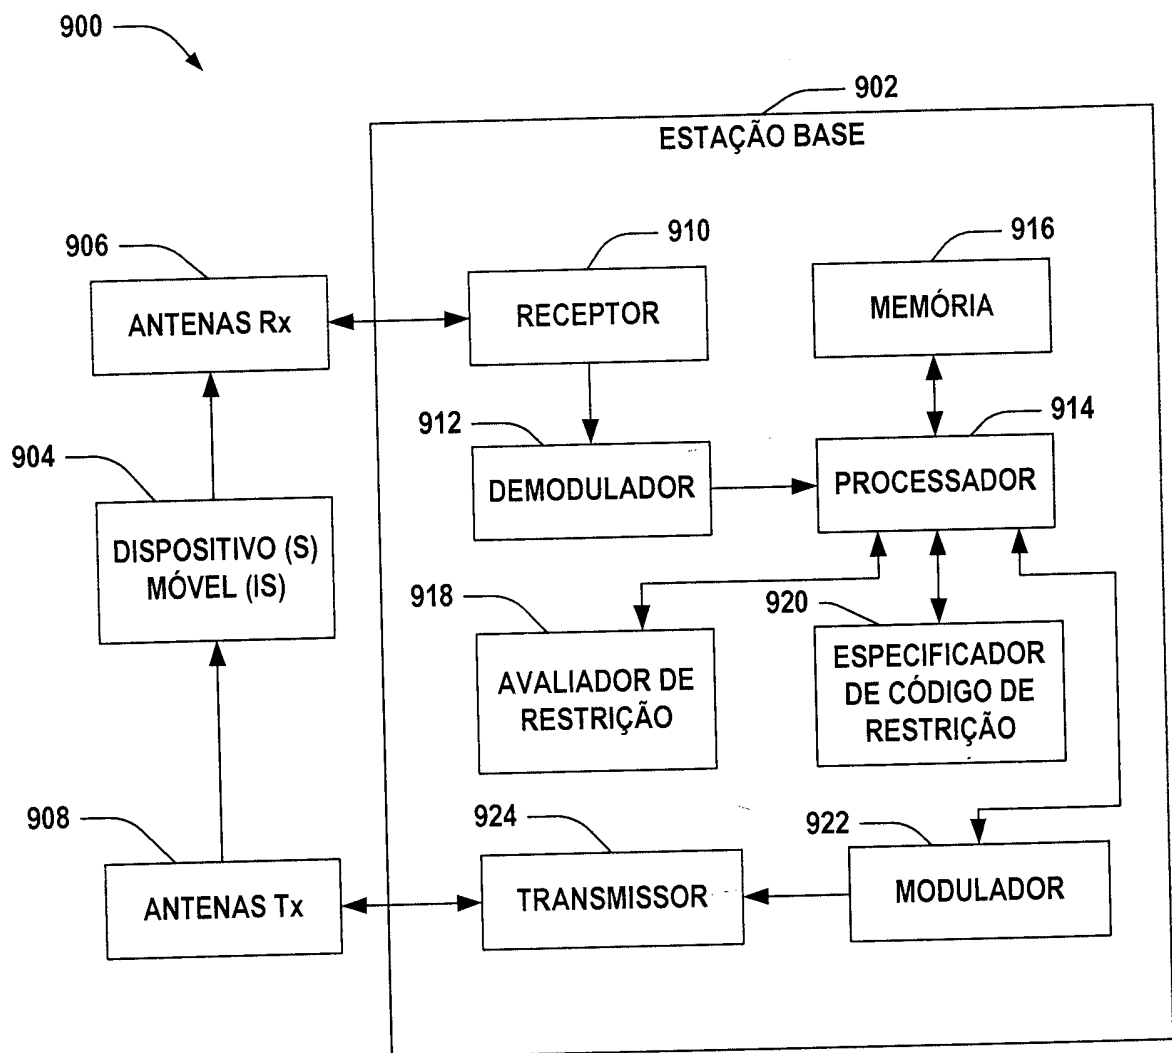 900
902
ESTAÇÃO BASE
906
910
916
ANTENAS Rx
RECEPTOR
MEMÓRIA
904
912
914
DISPOSITIVO (S)
MÓVEL (IS)
DEMODULADOR
PROCESSADOR
918
920
AVALIADOR DE
RESTRIÇÃO
ESPECIFICADOR
DE CÓDIGO DE
RESTRIÇÃO
908
924
922
ANTENAS Tx
TRANSMISSOR
MODULADOR